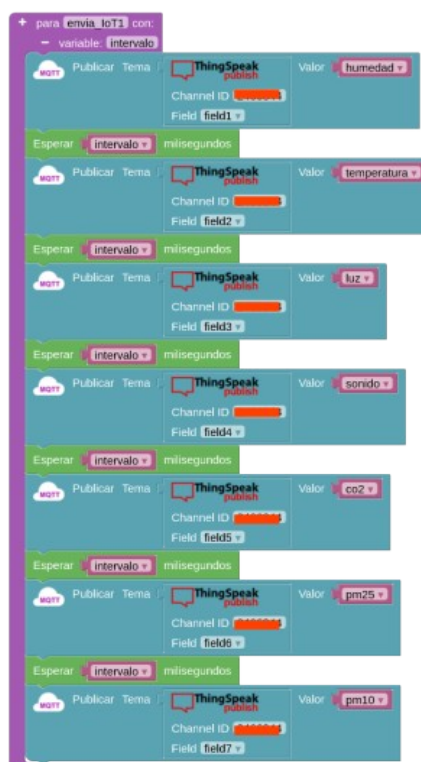 + para envia_IoT1 con:
− variable: intervalo
MQTT Publicar Tema ThingSpeak publish Valor humedad
Channel ID
Field field1
Esperar intervalo milisegundos
MQTT Publicar Tema ThingSpeak publish Valor temperatura
Channel ID
Field field2
Esperar intervalo milisegundos
MQTT Publicar Tema ThingSpeak publish Valor luz
Channel ID
Field field3
Esperar intervalo milisegundos
MQTT Publicar Tema ThingSpeak publish Valor sonido
Channel ID
Field field4
Esperar intervalo milisegundos
MQTT Publicar Tema ThingSpeak publish Valor co2
Channel ID
Field field5
Esperar intervalo milisegundos
MQTT Publicar Tema ThingSpeak publish Valor pm25
Channel ID
Field field6
Esperar intervalo milisegundos
MQTT Publicar Tema ThingSpeak publish Valor pm10
Channel ID
Field field7